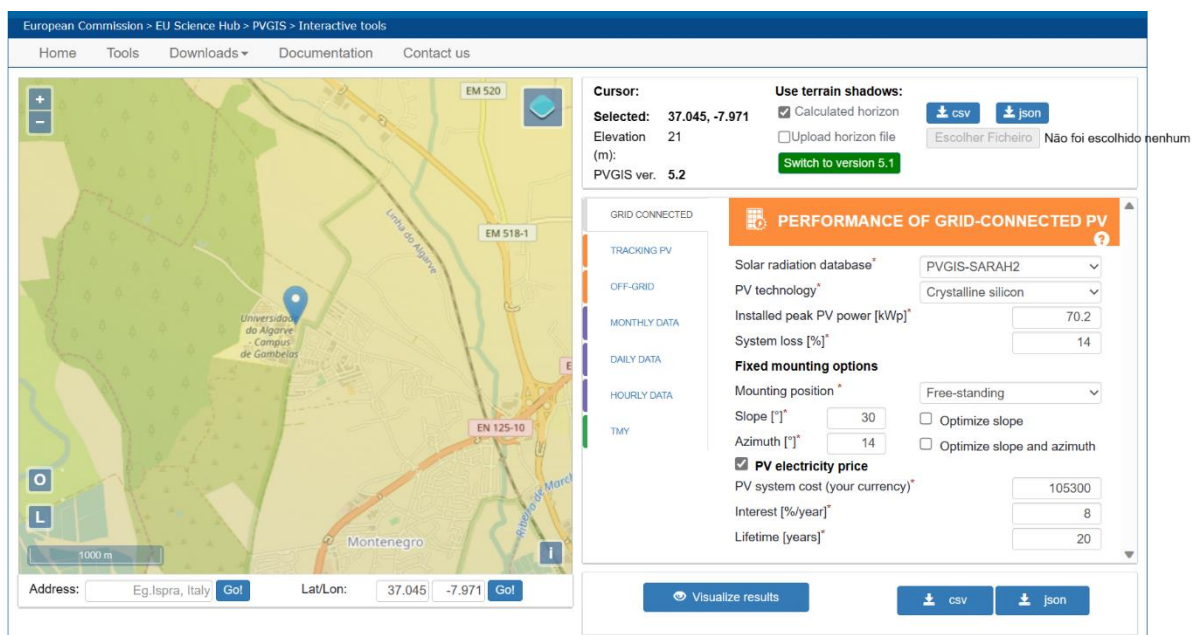 European Commission > EU Science Hub > PVGIS > Interactive tools
Home Tools Downloads Documentation Contact us
+
−
EM 520
Linha do Algarve
EM 518-1
Universidade
do Algarve
- Campus
de Gambelas
E
EN 125-10
Ribeira de March
Montenegro
O
L
i
1000 m
Address: Eg.Ispra, Italy Go! Lat/Lon: 37.045 -7.971 Go!
Cursor:
Selected: 37.045, -7.971
Elevation 21
(m):
PVGIS ver. 5.2
Use terrain shadows:
Calculated horizon csv json
Upload horizon file Escolher Ficheiro Não foi escolhido nenhum
Switch to version 5.1
GRID CONNECTED
TRACKING PV
OFF-GRID
MONTHLY DATA
DAILY DATA
HOURLY DATA
TMY
PERFORMANCE OF GRID-CONNECTED PV
?
Solar radiation database* PVGIS-SARAH2
PV technology* Crystalline silicon
Installed peak PV power [kWp]* 70.2
System loss [%]* 14
Fixed mounting options
Mounting position * Free-standing
Slope [°]* 30 Optimize slope
Azimuth [°]* 14 Optimize slope and azimuth
PV electricity price
PV system cost (your currency)* 105300
Interest [%/year]* 8
Lifetime [years]* 20
Visualize results csv json